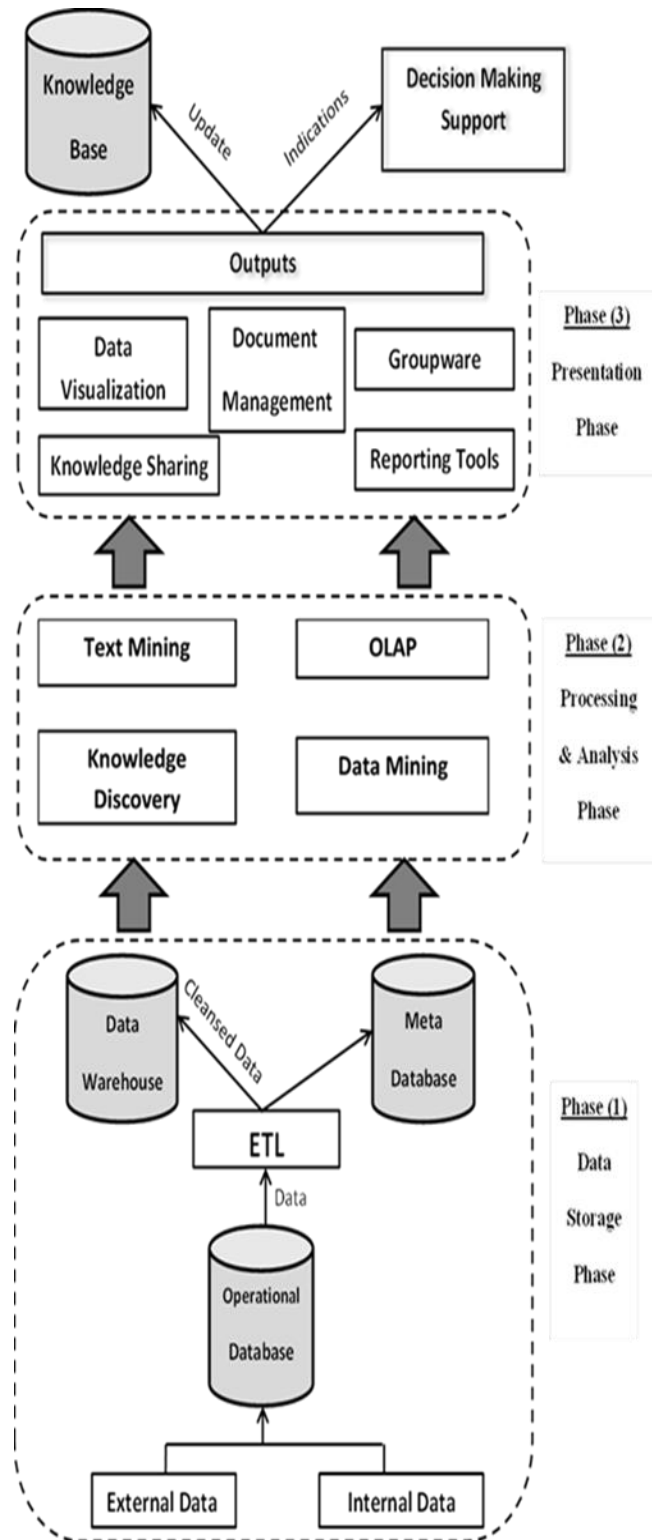 Knowledge
Base
Decision Making
Support
Update
Indications
Outputs
Data
Visualization
Document
Management
Groupware
Knowledge Sharing
Reporting Tools
Phase (3)
Presentation
Phase
Text Mining
OLAP
Knowledge
Discovery
Data Mining
Phase (2)
Processing
& Analysis
Phase
Data
Warehouse
Cleansed Data
Meta
Database
ETL
Data
Operational
Database
External Data
Internal Data
Phase (1)
Data
Storage
Phase